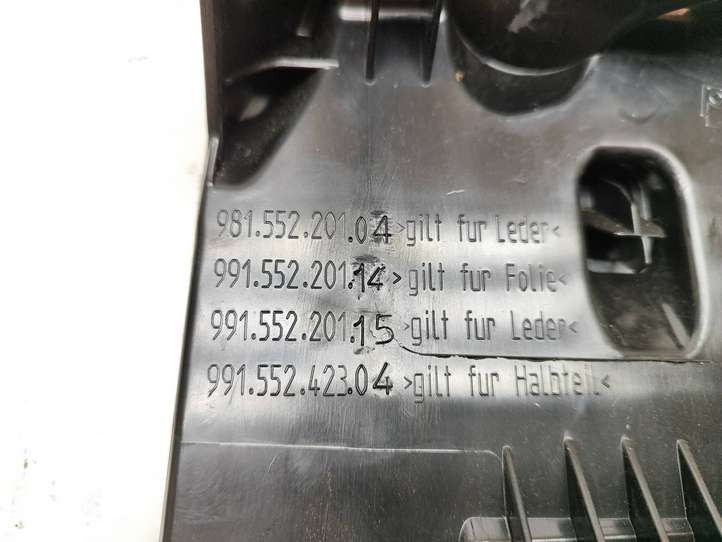 981.552.201.04 >gilt fur Leder<
991.552.201.14 >gilt fur Folie<
991.552.201.15 >gilt fur Leder<
991.552.423.04 >gilt fur Halbteil<